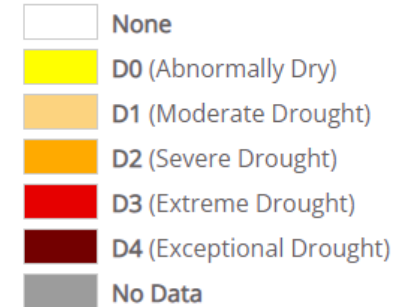 None
D0 (Abnormally Dry)
D1 (Moderate Drought)
D2 (Severe Drought)
D3 (Extreme Drought)
D4 (Exceptional Drought)
No Data